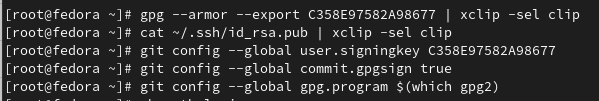 [root@fedora ~]# gpg --armor --export C358E97582A98677 | xclip -sel clip
[root@fedora ~]# cat ~/.ssh/id_rsa.pub | xclip -sel clip
[root@fedora ~]# git config --global user.signingkey C358E97582A98677
[root@fedora ~]# git config --global commit.gpgsign true
[root@fedora ~]# git config --global gpg.program $(which gpg2)